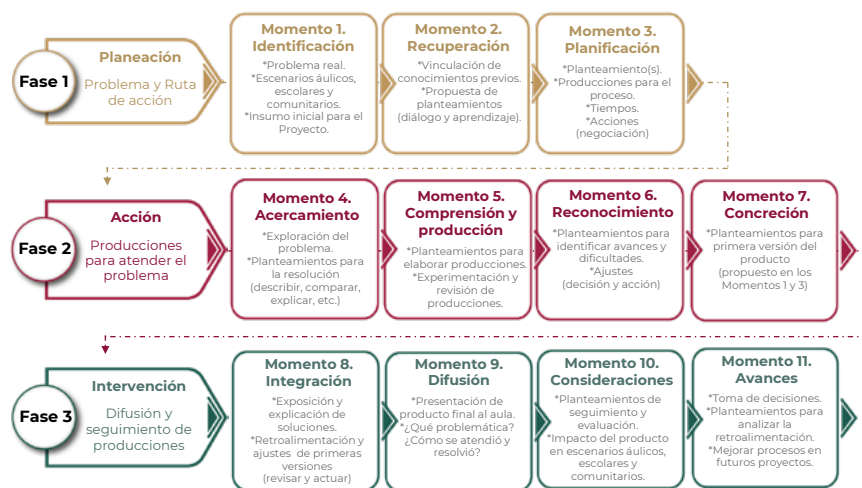 Fase 1
Planeación
Problema y Ruta
de acción
Momento 1.
Identificación
*Problema real.
*Escenarios áulicos,
escolares y
comunitarios.
*Insumo inicial para el
Proyecto.
Momento 2.
Recuperación
*Vinculación de
conocimientos previos.
*Propuesta de
planteamientos
(diálogo y aprendizaje).
Momento 3.
Planificación
*Planteamiento(s).
*Producciones para el
proceso.
*Tiempos.
*Acciones
(negociación)
Fase 2
Acción
Producciones
para atender el
problema
Momento 4.
Acercamiento
*Exploración del
problema.
*Planteamientos para
la resolución
(describir, comparar,
explicar, etc.)
Momento 5.
Comprensión y
producción
*Planteamientos para
elaborar producciones.
*Experimentación y
revisión de
producciones.
Momento 6.
Reconocimiento
*Planteamientos para
identificar avances y
dificultades.
*Ajustes
(decisión y acción)
Momento 7.
Concreción
*Planteamientos para
primera versión del
producto
(propuesto en los
Momentos 1 y 3)
Fase 3
Intervención
Difusión y
seguimiento de
producciones
Momento 8.
Integración
*Exposición y
explicación de
soluciones.
*Retroalimentación y
ajustes de primeras
versiones
(revisar y actuar)
Momento 9.
Difusión
*Presentación de
producto final al aula.
*¿Qué problemática?
¿Cómo se atendió y
resolvió?
Momento 10.
Consideraciones
*Planteamientos de
seguimiento y
evaluación.
*Impacto del producto
en escenarios áulicos,
escolares y
comunitarios.
Momento 11.
Avances
*Toma de decisiones.
*Planteamientos para
analizar la
retroalimentación.
*Mejorar procesos en
futuros proyectos.